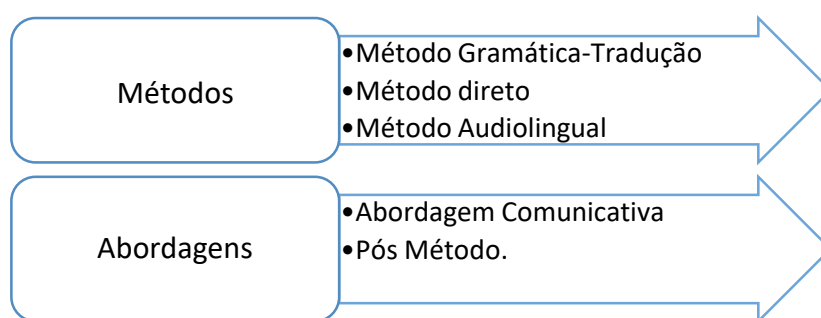 Métodos
•Método Gramática-Tradução
•Método direto
•Método Audiolingual
Abordagens
•Abordagem Comunicativa
•Pós Método.